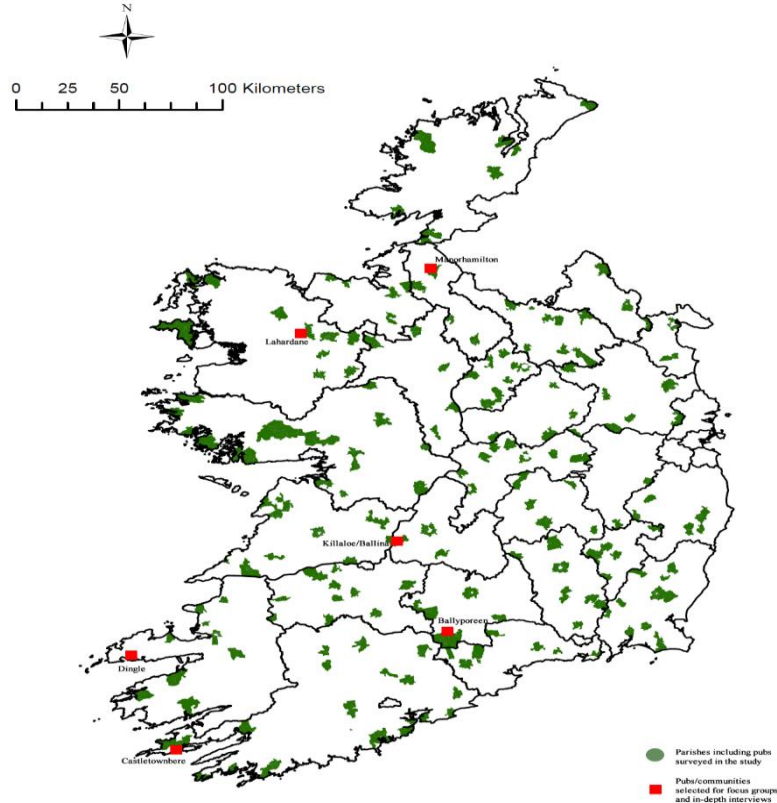 N
0 25 50 100 Kilometers
Manorhamilton
Lahardane
Killaloe/Ballina
Ballyporeen
Dingle
Castletownbere
Parishes including pubs
surveyed in the study
Pubs/communities
selected for focus groups
and in-depth interviews